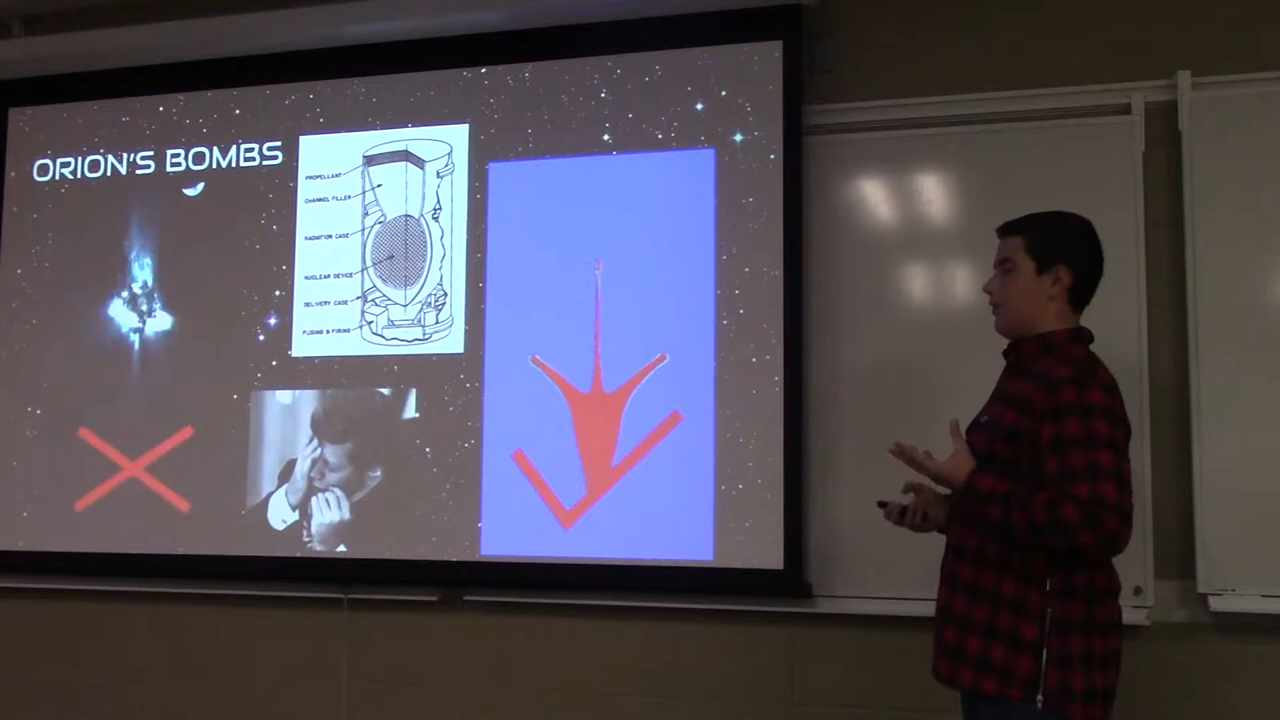 ORION'S BOMBS
PROPELLANT
CHANNEL FILLER
RADIATION CASE
NUCLEAR DEVICE
DELIVERY CASE
FUSING & FIRING